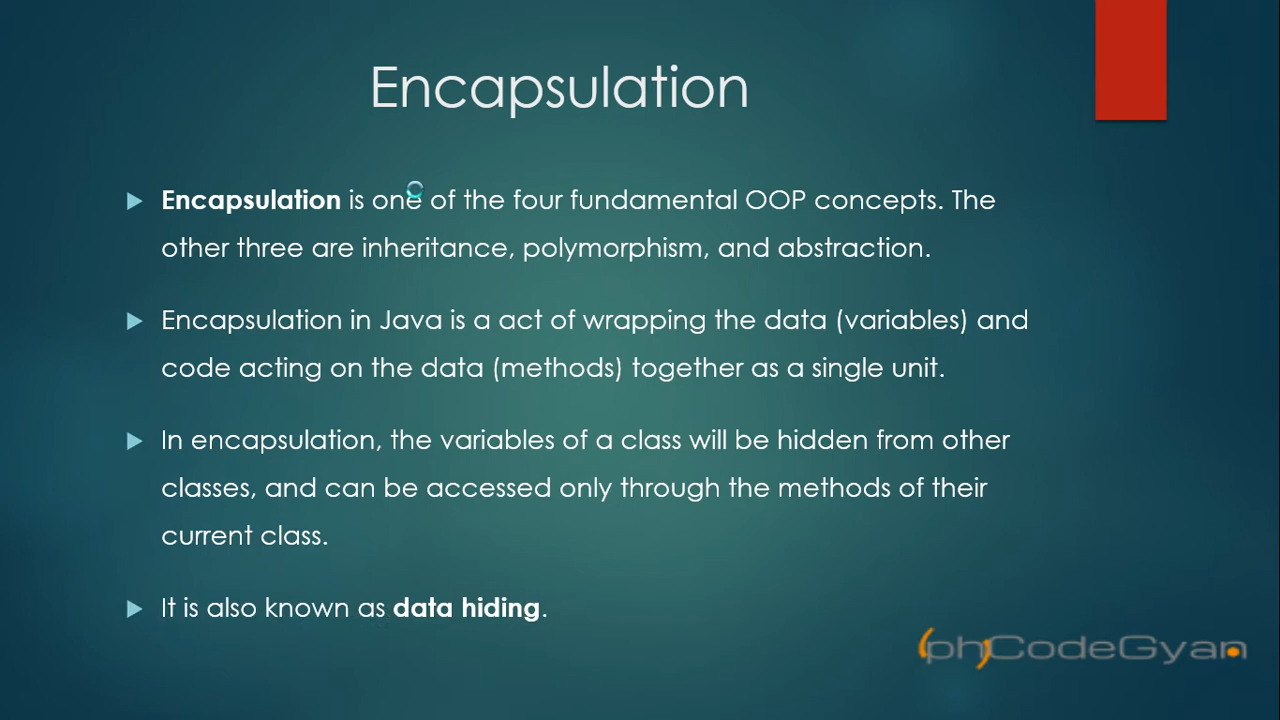 Encapsulation
Encapsulation is one of the four fundamental OOP concepts. The
other three are inheritance, polymorphism, and abstraction.
Encapsulation in Java is a act of wrapping the data (variables) and
code acting on the data (methods) together as a single unit.
In encapsulation, the variables of a class will be hidden from other
classes, and can be accessed only through the methods of their
current class.
It is also known as data hiding.
(ph)CodeGyan